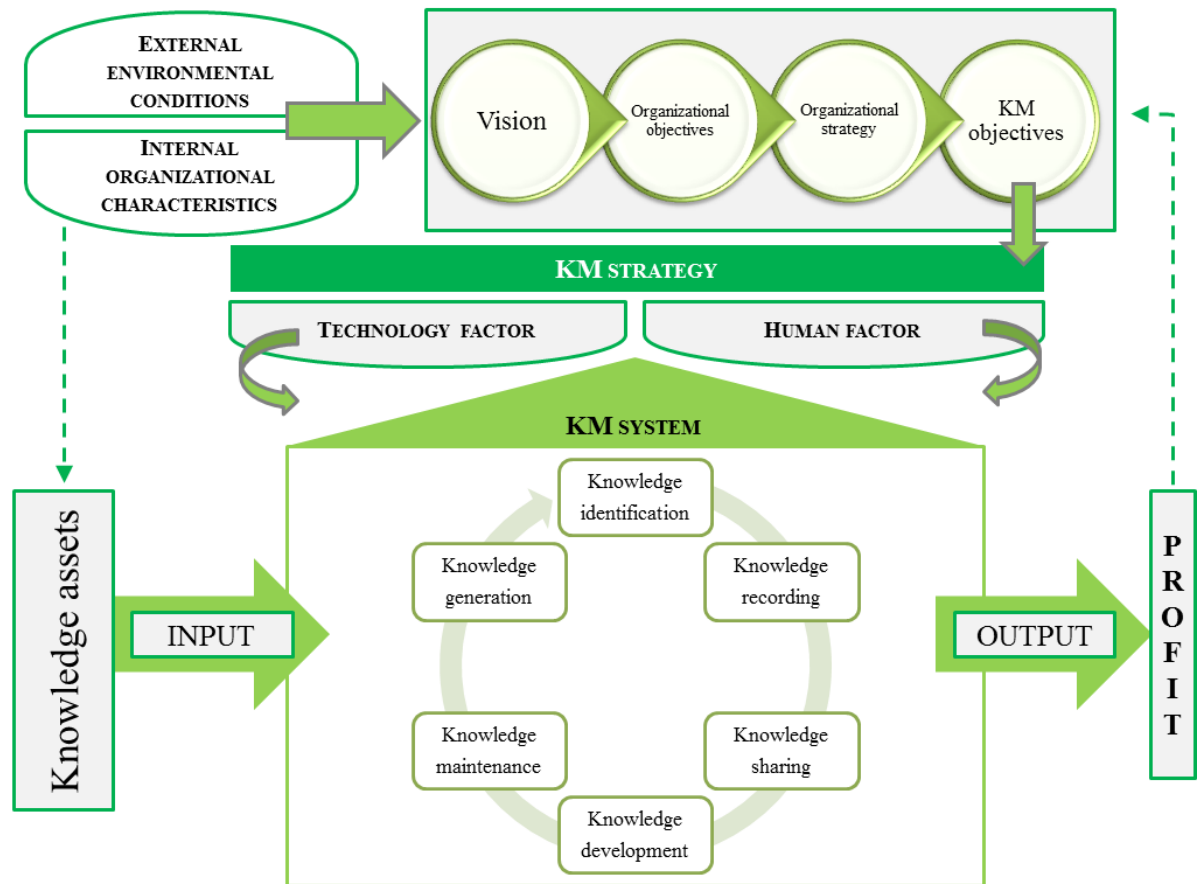 EXTERNAL
ENVIRONMENTAL
CONDITIONS
INTERNAL
ORGANIZATIONAL
CHARACTERISTICS
Vision
Organizational
objectives
Organizational
strategy
KM
objectives
KM STRATEGY
TECHNOLOGY FACTOR
HUMAN FACTOR
KM SYSTEM
Knowledge assets
INPUT
Knowledge
identification
Knowledge
recording
Knowledge
sharing
Knowledge
development
Knowledge
maintenance
Knowledge
generation
OUTPUT
PROFIT